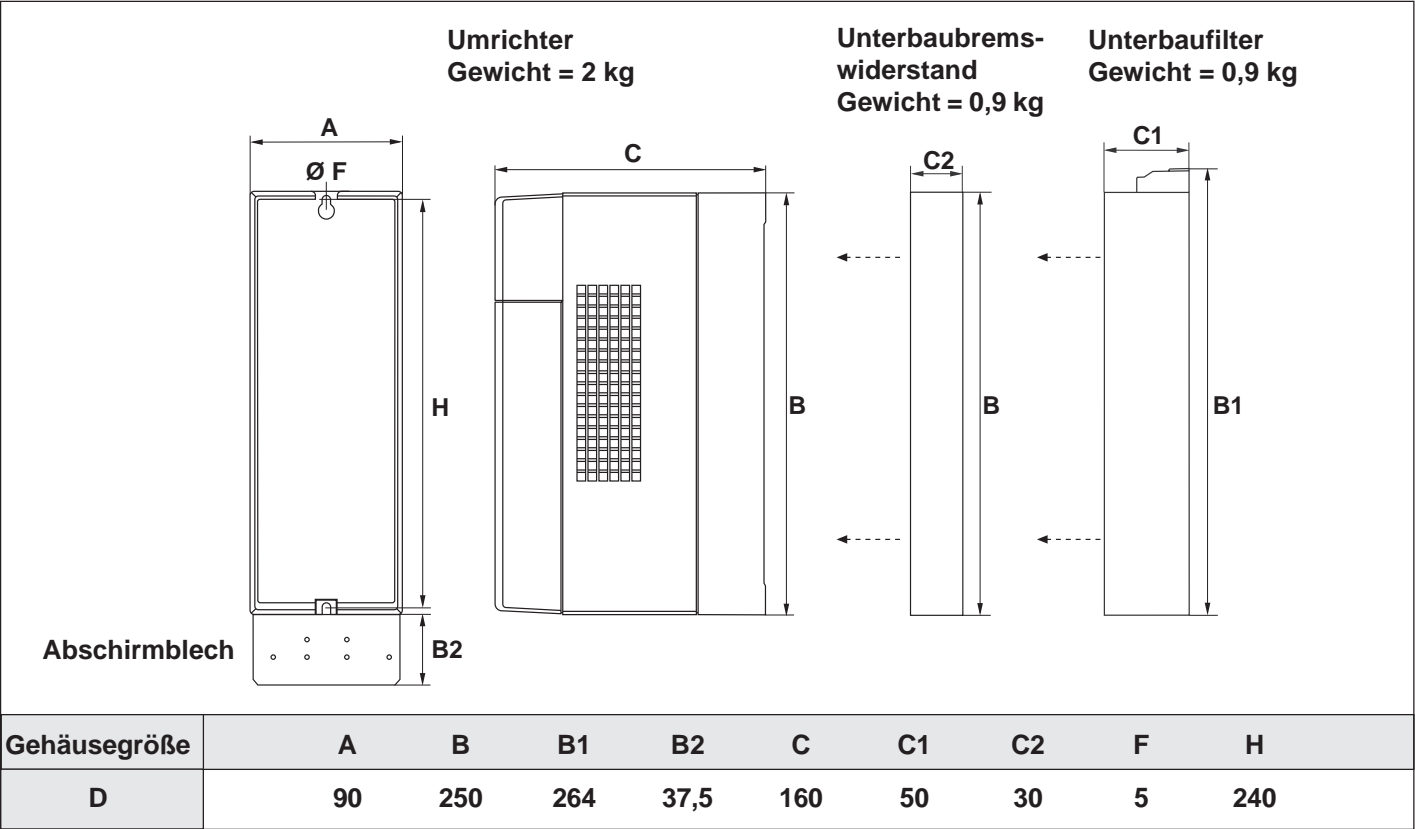 Umrichter
Gewicht = 2 kg
Unterbaubrems-
widerstand
Gewicht = 0,9 kg
Unterbaufilter
Gewicht = 0,9 kg
A
Ø F
C
C2
C1
H
B
B
B1
Abschirmblech
B2
Gehäusegröße A B B1 B2 C C1 C2 F H
D 90 250 264 37,5 160 50 30 5 240